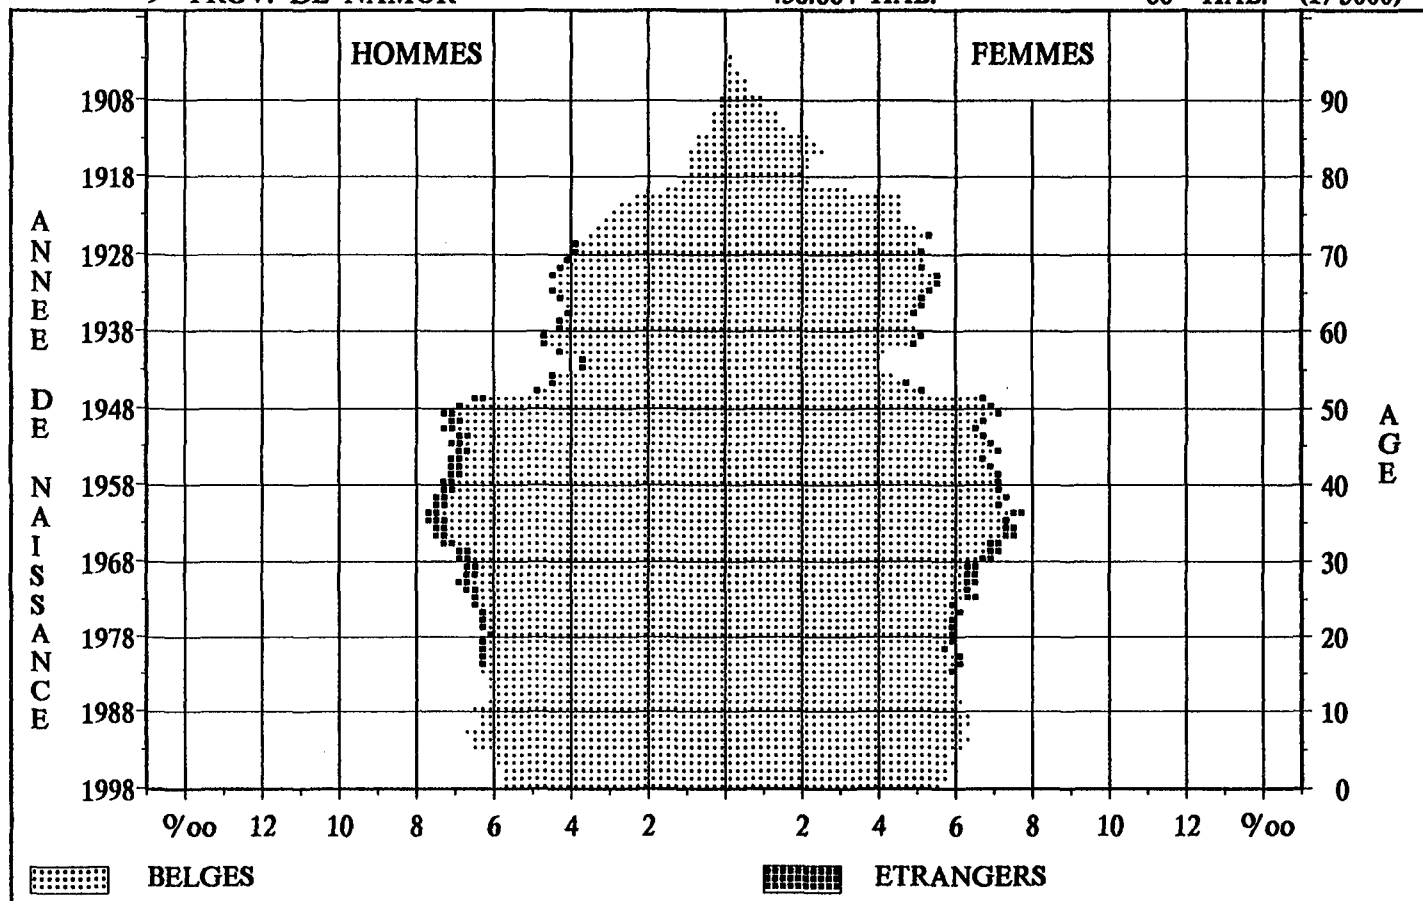 HOMMES FEMMES
1908 90
1918 80
1928 70
1938 60
1948 50
1958 40
1968 30
1978 20
1988 10
1998 0
ANNEE DE NAISSANCE
AGE
‰o 12 10 8 6 4 2 2 4 6 8 10 12 ‰o
BELGES ETRANGERS